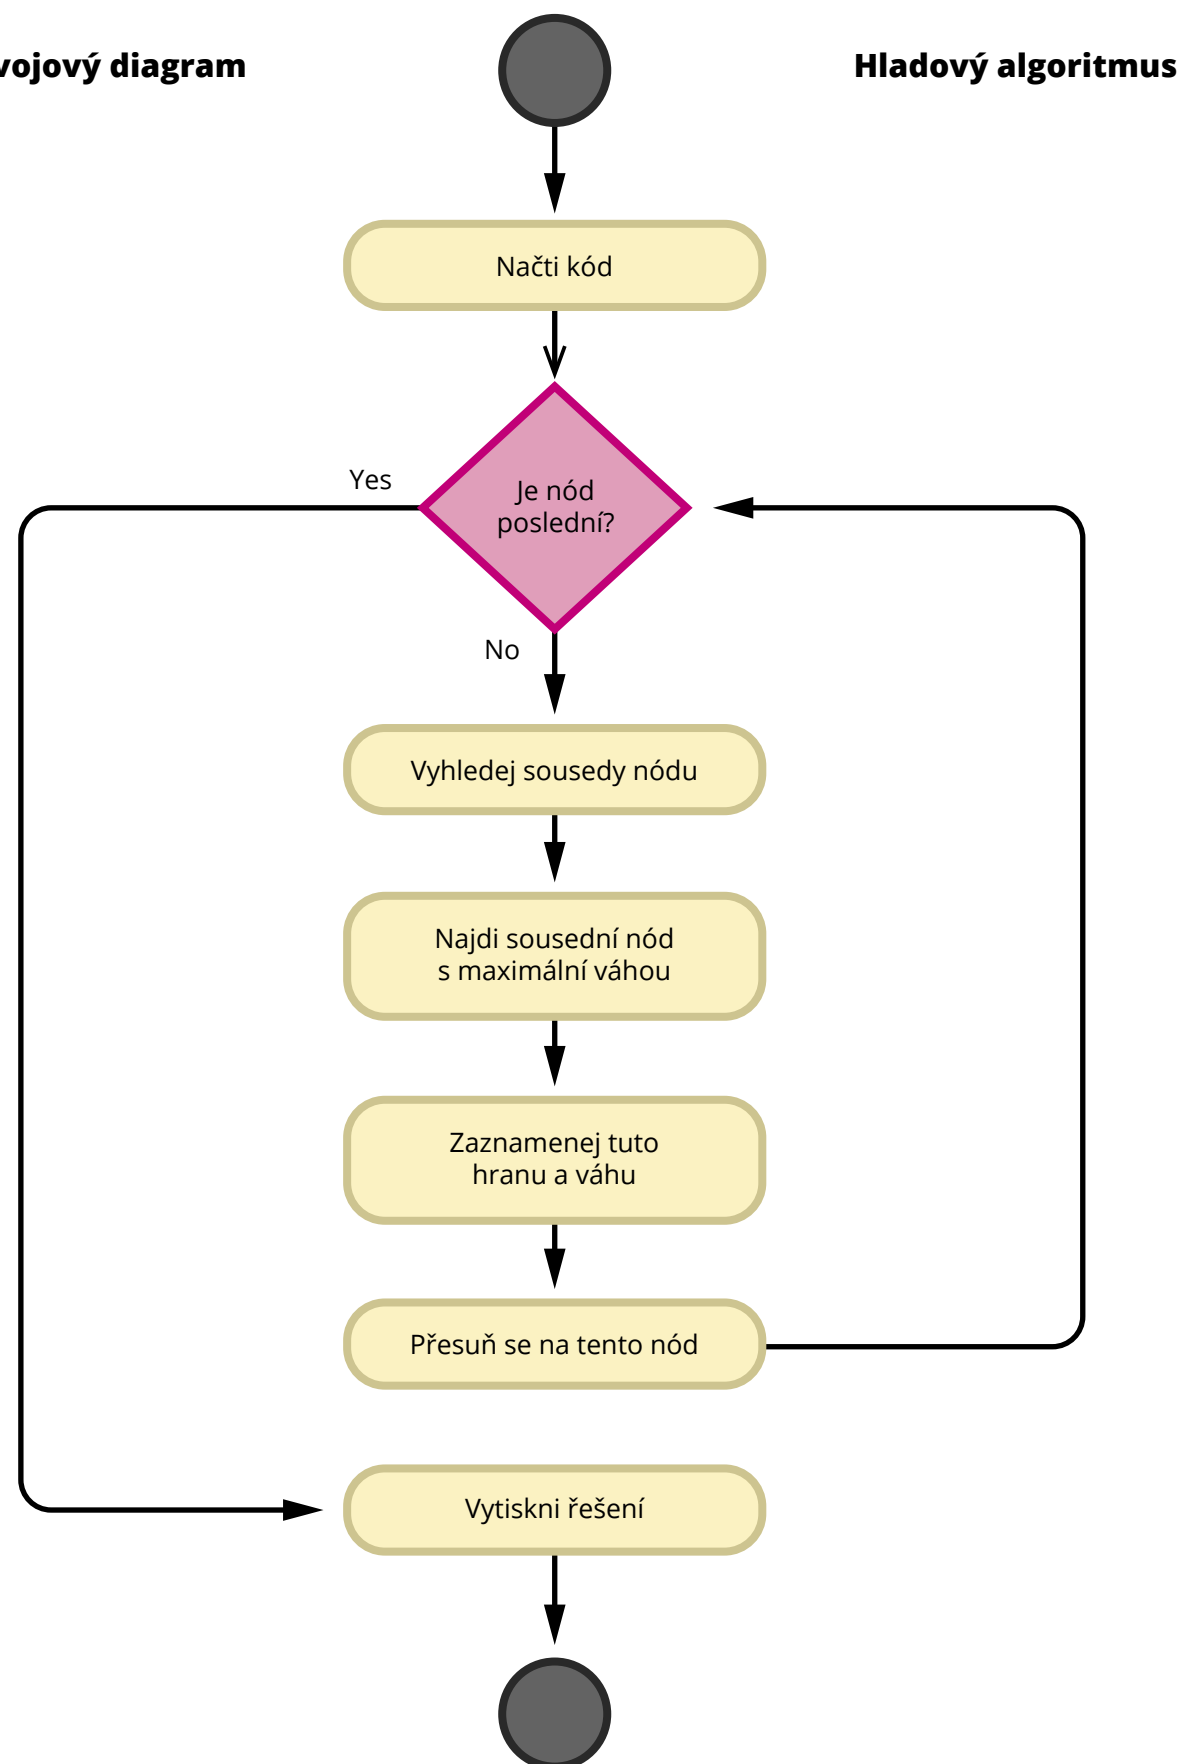 vojový diagram
Hladový algoritmus
Načti kód
Yes
Je nód
poslední?
No
Vyhledej sousedy nódu
Najdi sousední nód
s maximální váhou
Zaznamenej tuto
hranu a váhu
Přesuň se na tento nód
Vytiskni řešení